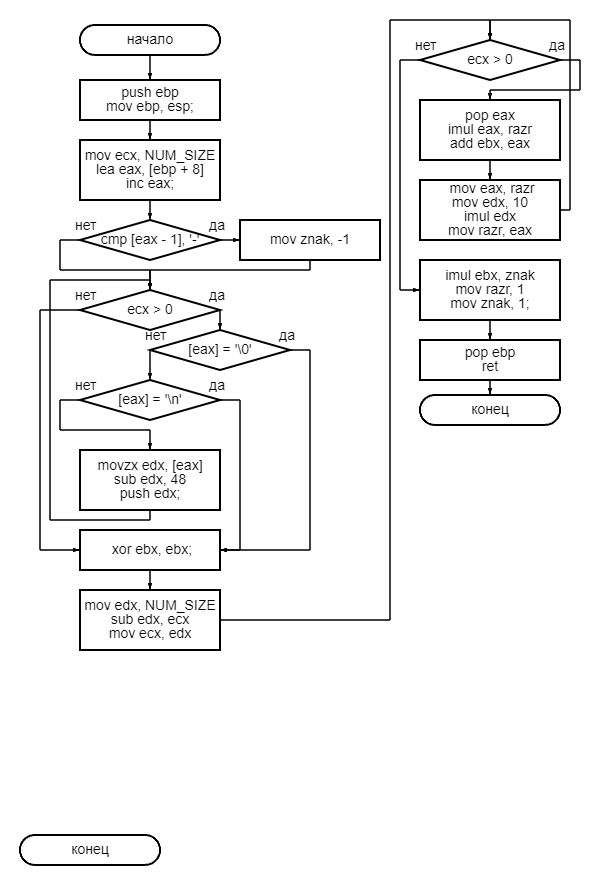 начало
push ebp
mov ebp, esp;
mov ecx, NUM_SIZE
lea eax, [ebp + 8]
inc eax;
нет
да
cmp [eax - 1], '-'
mov znak, -1
нет
да
ecx > 0
нет
да
[eax] = '\0'
нет
да
[eax] = '\n'
movzx edx, [eax]
sub edx, 48
push edx;
xor ebx, ebx;
mov edx, NUM_SIZE
sub edx, ecx
mov ecx, edx
нет
да
ecx > 0
pop eax
imul eax, razr
add ebx, eax
mov eax, razr
mov edx, 10
imul edx
mov razr, eax
imul ebx, znak
mov razr, 1
mov znak, 1;
pop ebp
ret
конец
конец